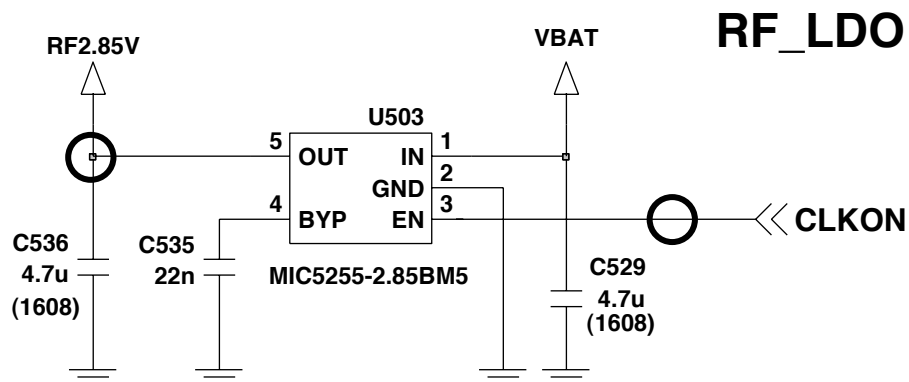 RF_LDO
RF2.85V
VBAT
U503
5
OUT
IN
1
GND
2
4
BYP
EN
3
CLKON
C536
4.7u
(1608)
C535
22n
MIC5255-2.85BM5
C529
4.7u
(1608)